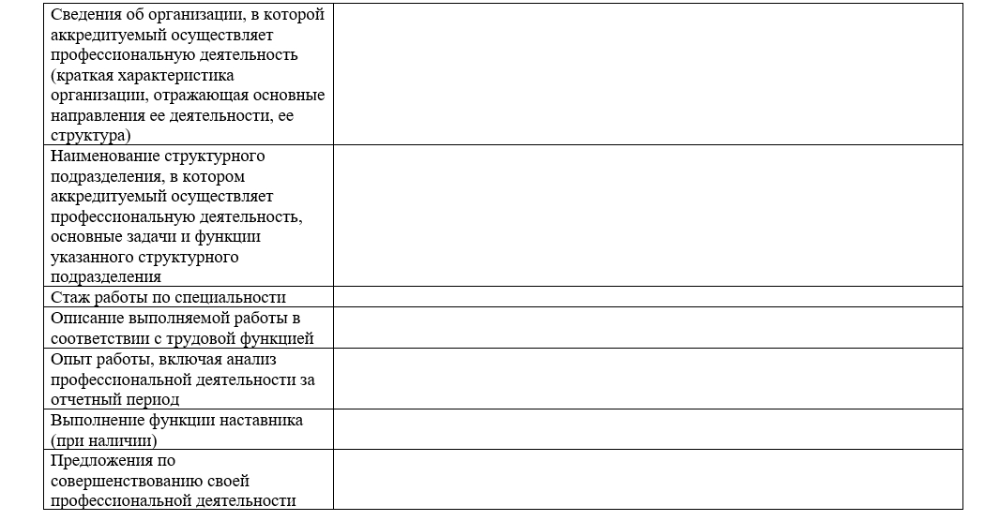 Сведения об организации, в которой
аккредитуемый осуществляет
профессиональную деятельность
(краткая характеристика
организации, отражающая основные
направления ее деятельности, ее
структура)
Наименование структурного
подразделения, в котором
аккредитуемый осуществляет
профессиональную деятельность,
основные задачи и функции
указанного структурного
подразделения
Стаж работы по специальности
Описание выполняемой работы в
соответствии с трудовой функцией
Опыт работы, включая анализ
профессиональной деятельности за
отчетный период
Выполнение функции наставника
(при наличии)
Предложения по
совершенствованию своей
профессиональной деятельности